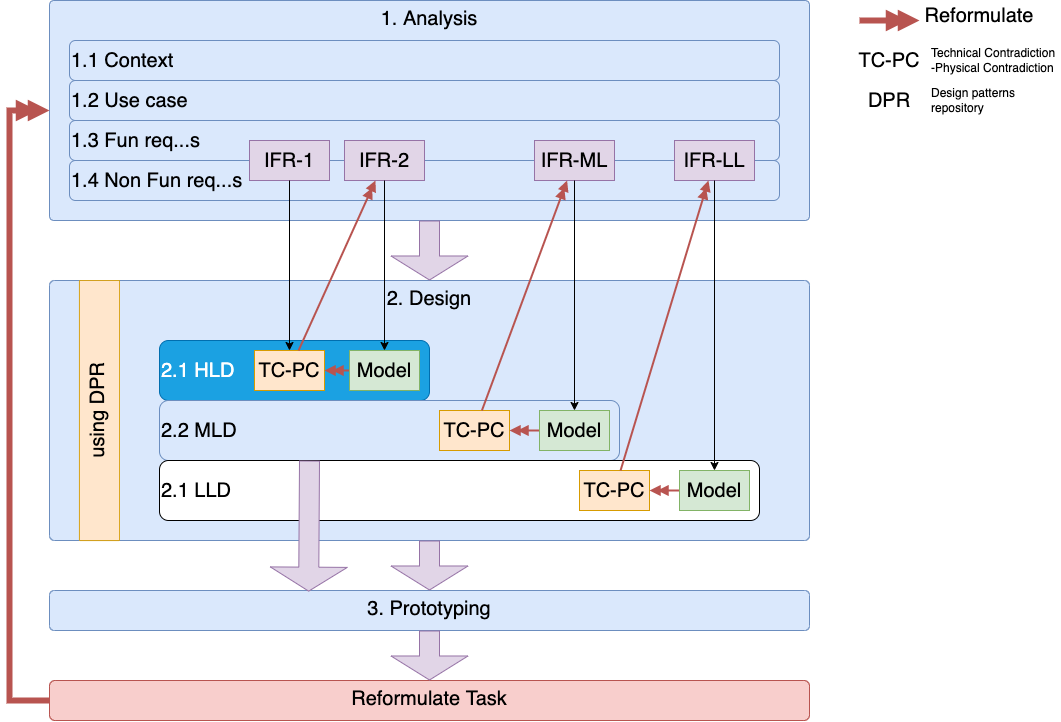 1. Analysis
1.1 Context
1.2 Use case
1.3 Fun req...s
1.4 Non Fun req...s
IFR-1
IFR-2
IFR-ML
IFR-LL
2. Design
using DPR
2.1 HLD
TC-PC
Model
2.2 MLD
TC-PC
Model
2.1 LLD
TC-PC
Model
3. Prototyping
Reformulate Task
Reformulate
TC-PC
Technical Contradiction
-Physical Contradiction
DPR
Design patterns
repository